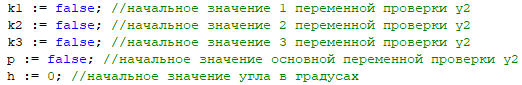 k1 := false; //начальное значение 1 переменной проверки y2
k2 := false; //начальное значение 2 переменной проверки y2
k3 := false; //начальное значение 3 переменной проверки y2
p := false; //начальное значение основной переменной проверки y2
h := 0; //начальное значение угла в градусах